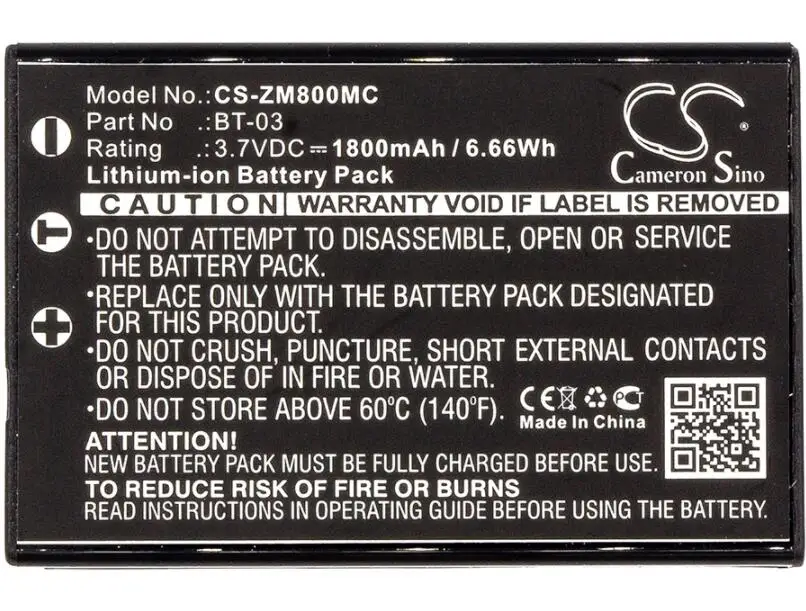 Model No.:CS-ZM800MC
Part No :BT-03
Rating :3.7VDC⎓1800mAh / 6.66Wh
Lithium-ion Battery Pack
Cameron Sino
®
CAUTION WARRANTY VOID IF LABEL IS REMOVED
•DO NOT ATTEMPT TO DISASSEMBLE, OPEN OR SERVICE
THE BATTERY PACK.
•REPLACE ONLY WITH THE BATTERY PACK DESIGNATED
FOR THIS PRODUCT.
•DO NOT CRUSH, PUNCTURE, SHORT EXTERNAL CONTACTS
OR DISPOSE OF IN FIRE OR WATER.
•DO NOT STORE ABOVE 60°C (140°F).
CE PCT
Made In China
ATTENTION!
NEW BATTERY PACK MUST BE FULLY CHARGED BEFORE USE.
TO REDUCE RISK OF FIRE OR BURNS
READ INSTRUCTIONS IN OPERATING GUIDE BEFORE USING THE BATTERY.
− T +